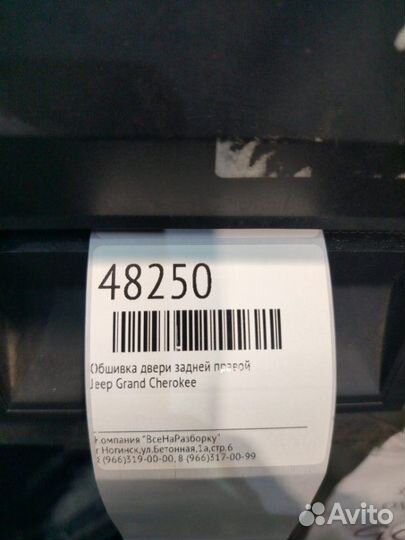 48250
Обшивка двери задней правой
Jeep Grand Cherokee
Компания "ВсеНаРазборку"
г Ногинск,ул.Бетонная,1а,стр.6
8 (966)319-00-00, 8 (966)317-00-99
Avito